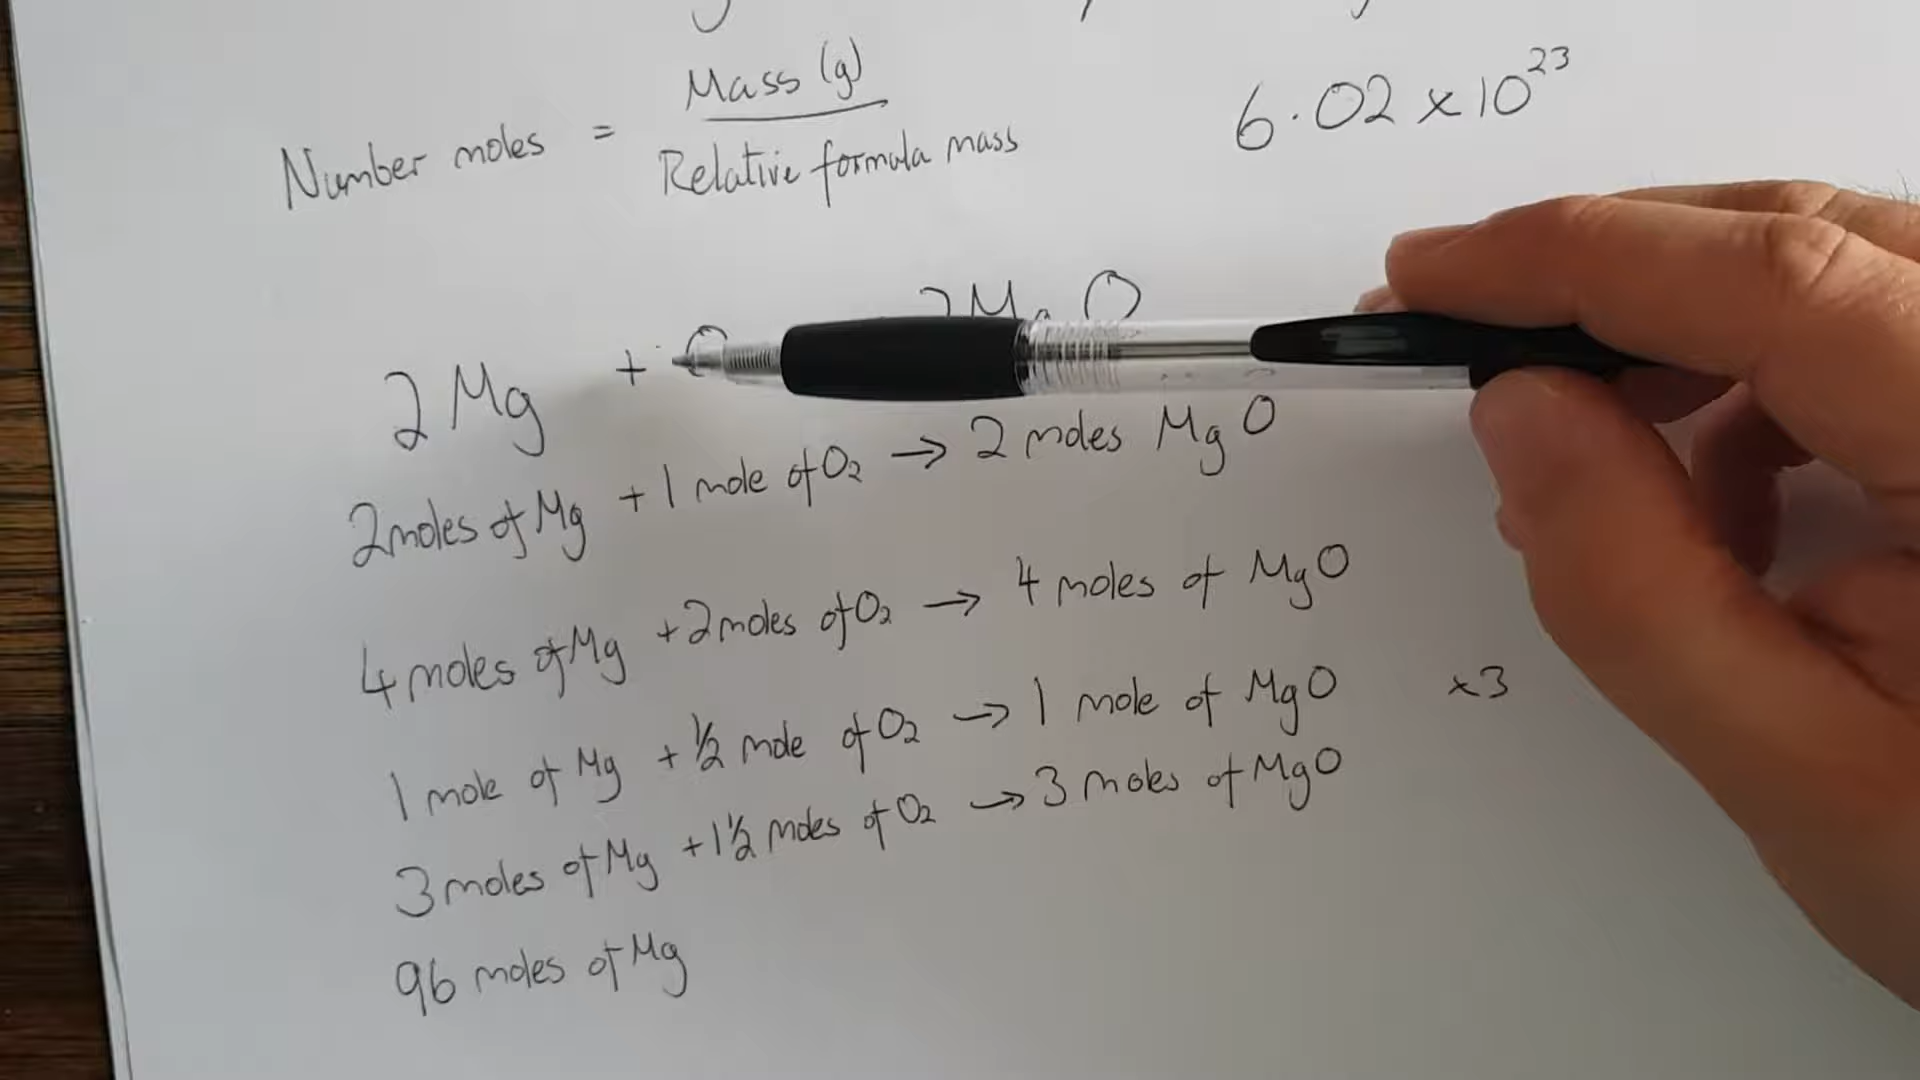 Mass (g)
Number moles = 6.02 x 10²³
Relative formula mass
2 Mg + O
2moles of Mg + 1 mole of O₂ → 2 moles MgO
4 moles of Mg + 2 moles of O₂ → 4 moles of MgO
1 mole of Mg + ½ mole of O₂ → 1 mole of MgO x3
3 moles of Mg + 1½ moles of O₂ → 3 moles of MgO
96 moles of Mg